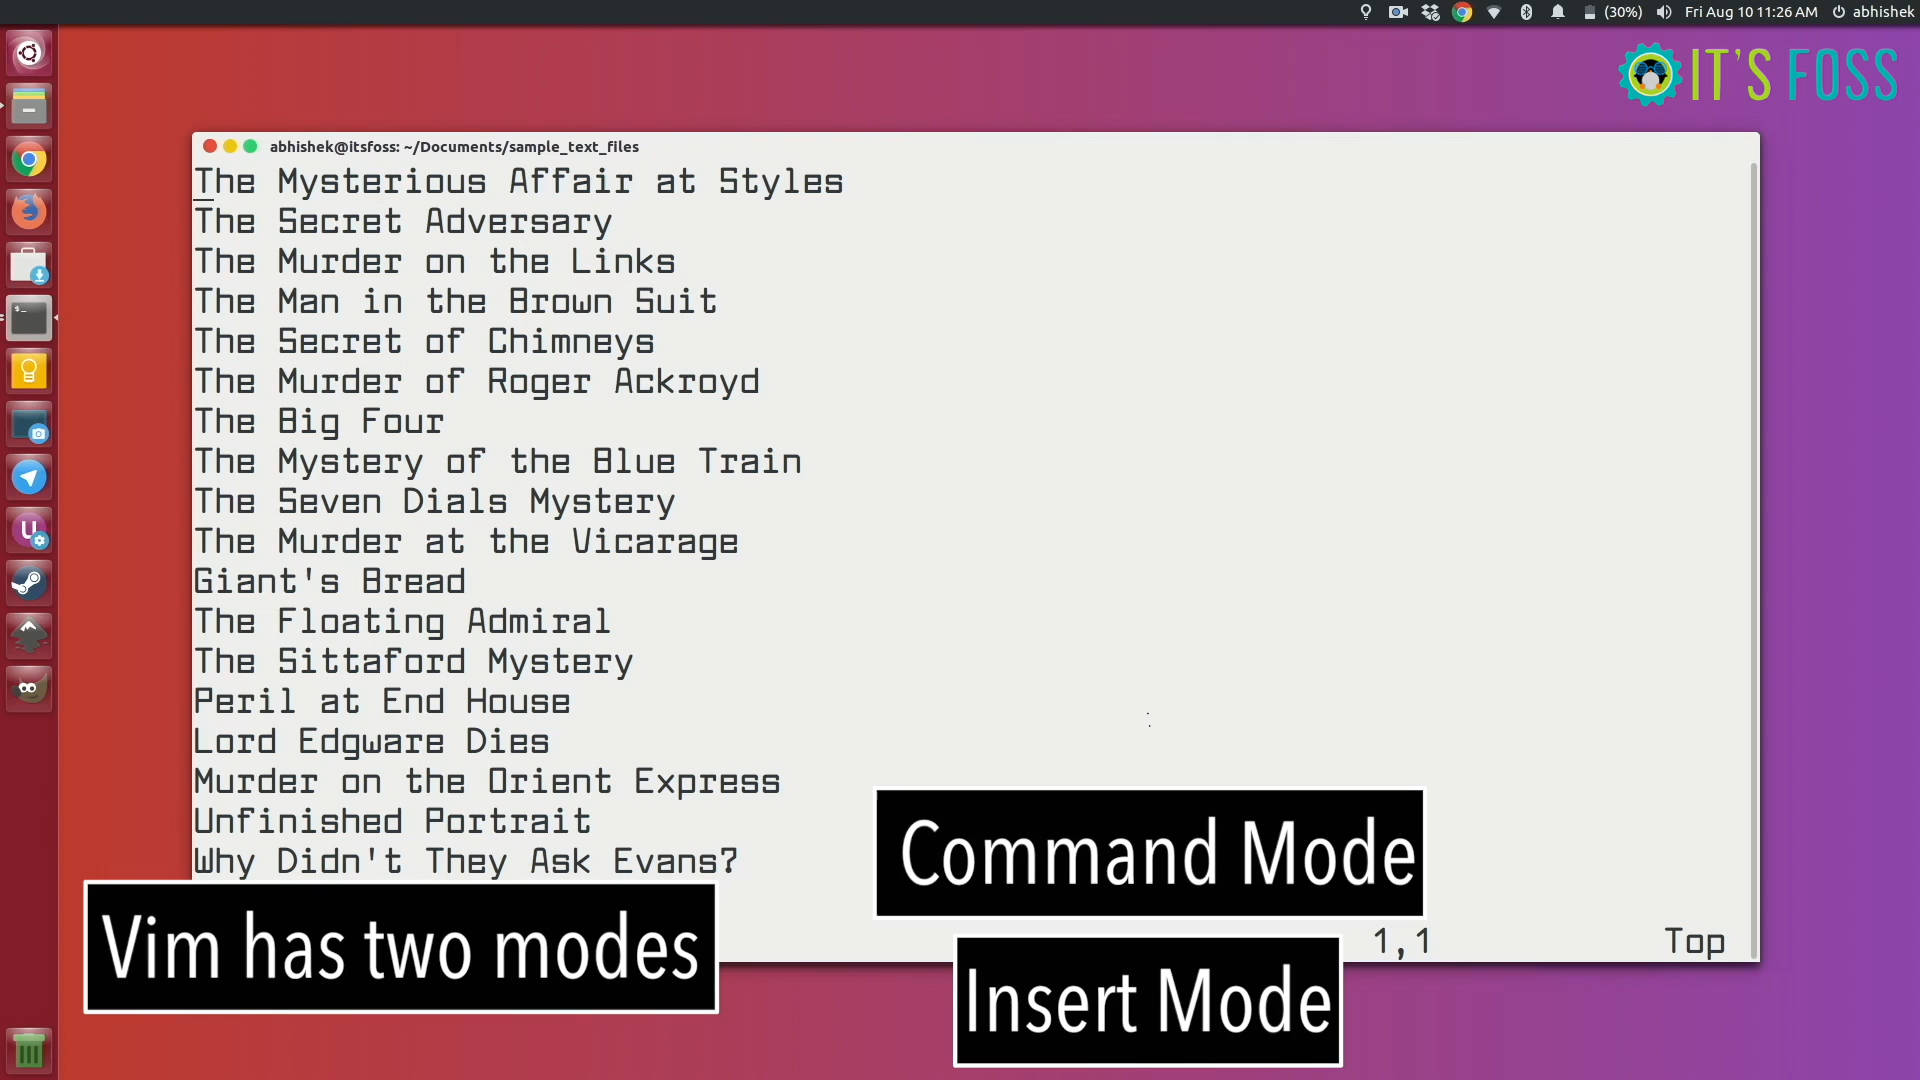 (30%) Fri Aug 10 11:26 AM abhishek
IT'S FOSS
abhishek@itsfoss: ~/Documents/sample_text_files
The Mysterious Affair at Styles
The Secret Adversary
The Murder on the Links
The Man in the Brown Suit
The Secret of Chimneys
The Murder of Roger Ackroyd
The Big Four
The Mystery of the Blue Train
The Seven Dials Mystery
The Murder at the Vicarage
Giant's Bread
The Floating Admiral
The Sittaford Mystery
Peril at End House
Lord Edgware Dies
Murder on the Orient Express
Unfinished Portrait
Why Didn't They Ask Evans?
1,1 Top
Vim has two modes
Command Mode
Insert Mode